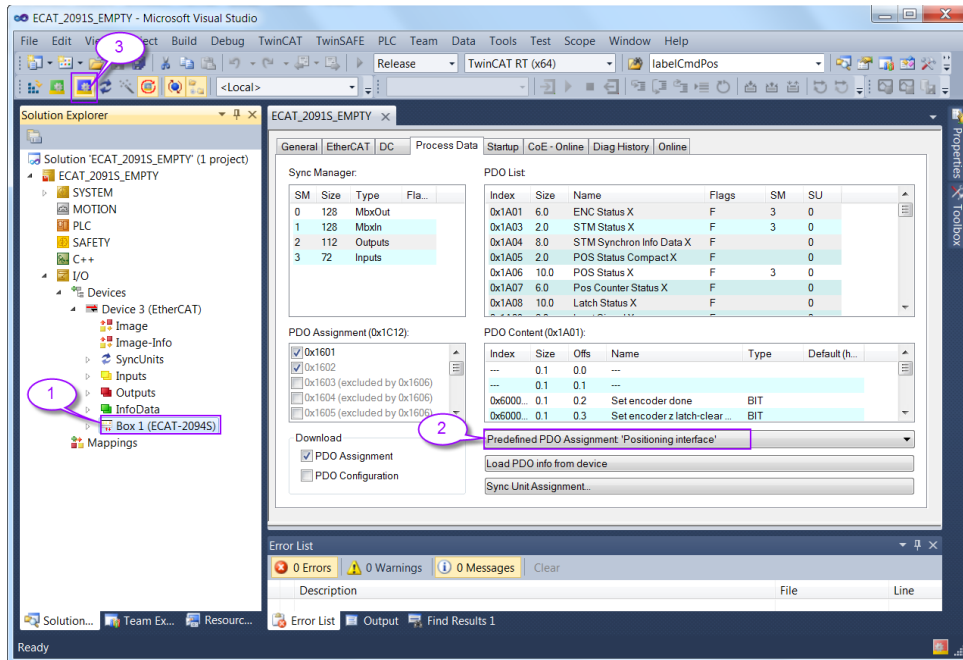 ECAT_2091S_EMPTY - Microsoft Visual Studio
File Edit Vi ect Build Debug TwinCAT TwinSAFE PLC Team Data Tools Test Scope Window Help
3
Release TwinCAT RT (x64) labelCmdPos
<Local>
Solution Explorer
ECAT_2091S_EMPTY
Properties
Toolbox
Solution 'ECAT_2091S_EMPTY' (1 project)
ECAT_2091S_EMPTY
SYSTEM
MOTION
PLC
SAFETY
C++
I/O
Devices
Device 3 (EtherCAT)
Image
Image-Info
SyncUnits
Inputs
Outputs
InfoData
1
Box 1 (ECAT-2094S)
Mappings
General EtherCAT DC Process Data Startup CoE - Online Diag History Online
Sync Manager:
SM Size Type Fla...
0 128 MbxOut
1 128 MbxIn
2 112 Outputs
3 72 Inputs
PDO List:
Index Size Name Flags SM SU
0x1A01 6.0 ENC Status X F 3 0
0x1A03 2.0 STM Status X F 3 0
0x1A04 8.0 STM Synchron Info Data X F 0
0x1A05 2.0 POS Status Compact X F 0
0x1A06 10.0 POS Status X F 3 0
0x1A07 6.0 Pos Counter Status X F 0
0x1A08 10.0 Latch Status X F 0
PDO Assignment (0x1C12):
0x1601
0x1602
0x1603 (excluded by 0x1606)
0x1604 (excluded by 0x1606)
0x1605 (excluded by 0x1606)
PDO Content (0x1A01):
Index Size Offs Name Type Default (h...
--- 0.1 0.0 ---
--- 0.1 0.1 ---
0x6000... 0.1 0.2 Set encoder done BIT
0x6000... 0.1 0.3 Set encoder z latch-clear ... BIT
2
Download
PDO Assignment
PDO Configuration
Predefined PDO Assignment: 'Positioning interface'
Load PDO info from device
Sync Unit Assignment...
Error List
0 Errors 0 Warnings 0 Messages Clear
Description File Line
Solution... Team Ex... Resourc...
Error List Output Find Results 1
Ready